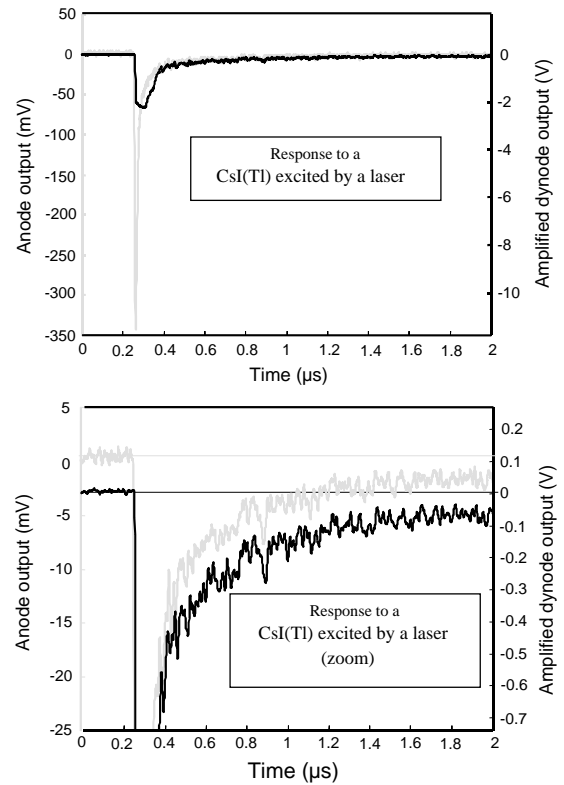 50
0
-50
-100
-150
-200
-250
-300
-350
Anode output (mV)
Response to a
CsI(Tl) excited by a laser
0
-2
-4
-6
-8
-10
Amplified dynode output (V)
0 0.2 0.4 0.6 0.8 1 1.2 1.4 1.6 1.8 2
Time (µs)
5
0
-5
-10
-15
-20
-25
Anode output (mV)
Response to a
CsI(Tl) excited by a laser
(zoom)
0.2
0.1
0
-0.1
-0.2
-0.3
-0.4
-0.5
-0.6
-0.7
Amplified dynode output (V)
0 0.2 0.4 0.6 0.8 1 1.2 1.4 1.6 1.8 2
Time (µs)